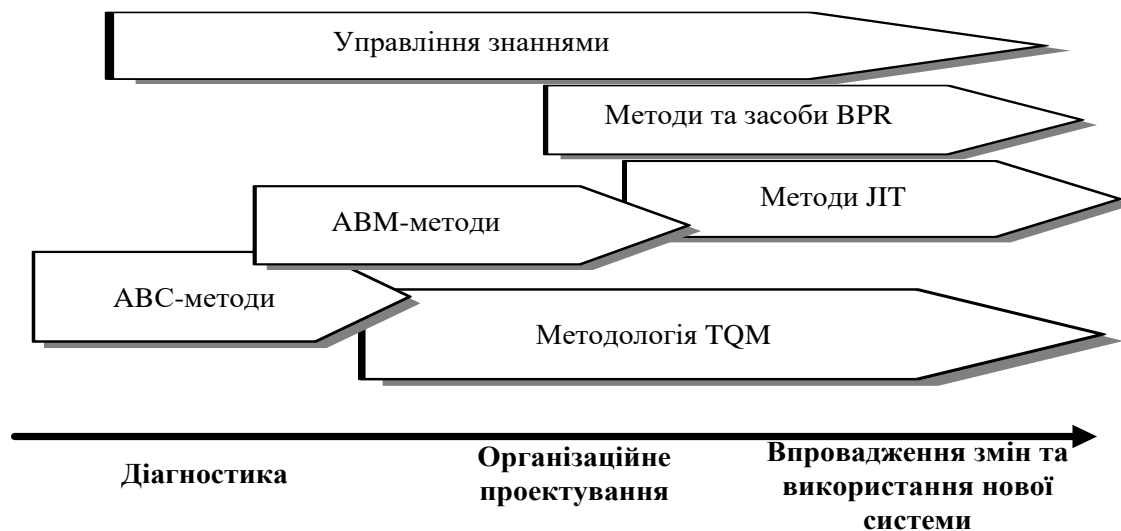 Управління знаннями
Методи та засоби BPR
Методи JIT
ABM-методи
ABC-методи
Методологія TQM
Діагностика
Організаційне
проектування
Впровадження змін та
використання нової
системи